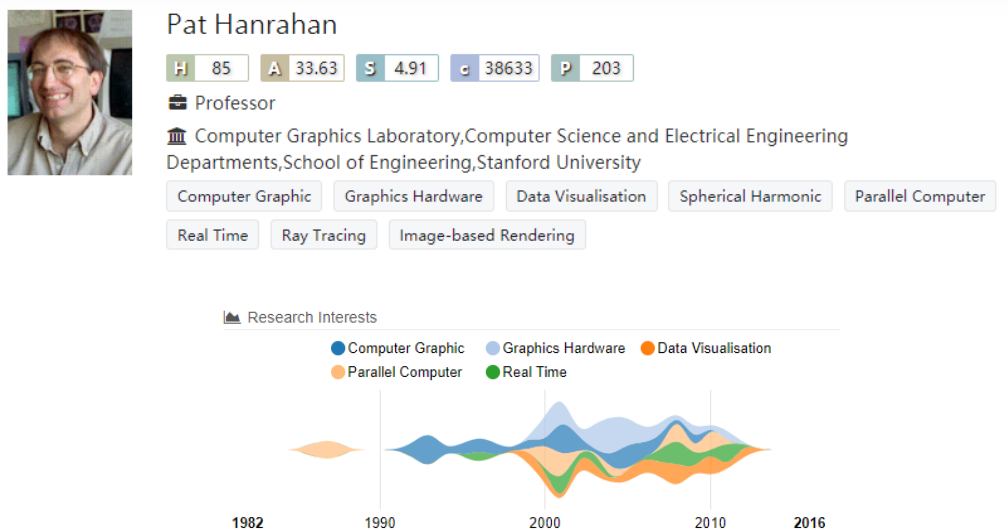 Pat Hanrahan
H 85 A 33.63 S 4.91 c 38633 P 203
Professor
Computer Graphics Laboratory,Computer Science and Electrical Engineering
Departments,School of Engineering,Stanford University
Computer Graphic Graphics Hardware Data Visualisation Spherical Harmonic Parallel Computer
Real Time Ray Tracing Image-based Rendering
Research Interests
Computer Graphic Graphics Hardware Data Visualisation
Parallel Computer Real Time
1982 1990 2000 2010 2016